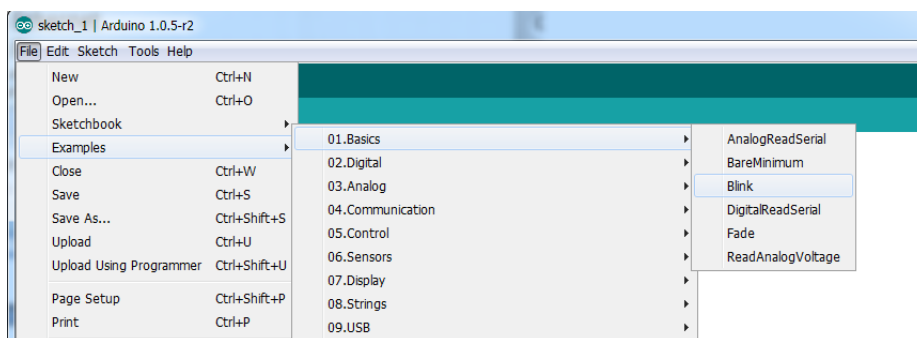 sketch_1 | Arduino 1.0.5-r2
File Edit Sketch Tools Help
New Ctrl+N
Open... Ctrl+O
Sketchbook
Examples
Close Ctrl+W
Save Ctrl+S
Save As... Ctrl+Shift+S
Upload Ctrl+U
Upload Using Programmer Ctrl+Shift+U
Page Setup Ctrl+Shift+P
Print Ctrl+P
01.Basics
02.Digital
03.Analog
04.Communication
05.Control
06.Sensors
07.Display
08.Strings
09.USB
AnalogReadSerial
BareMinimum
Blink
DigitalReadSerial
Fade
ReadAnalogVoltage